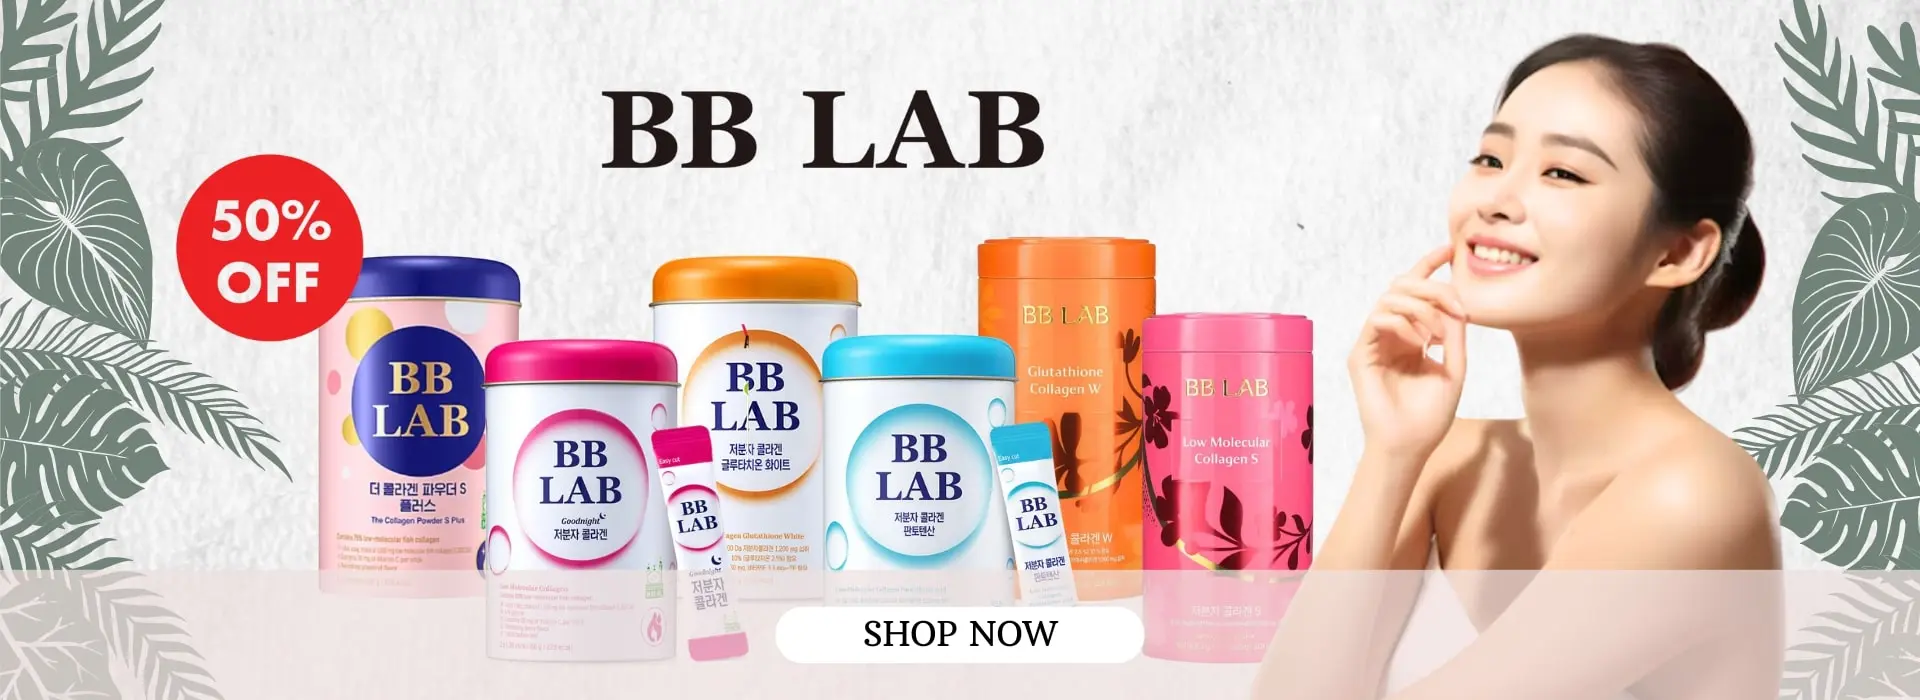 BB LAB
50%
OFF
BB
LAB
더 콜라겐 파우더 S
플러스
The Collagen Powder S Plus
BB
LAB
Goodnight
저분자 콜라겐
Easy cut
BB
LAB
Goodnight
저분자
콜라겐
BB
LAB
저분자 콜라겐
글루타치온 화이트
Glutathione White
BB
LAB
저분자 콜라겐
판토텐산
Easy cut
BB
LAB
저분자 콜라겐
판토텐산
BB LAB
Glutathione
Collagen W
콜라겐 W
BB LAB
Low Molecular
Collagen S
저분자 콜라겐 S
SHOP NOW